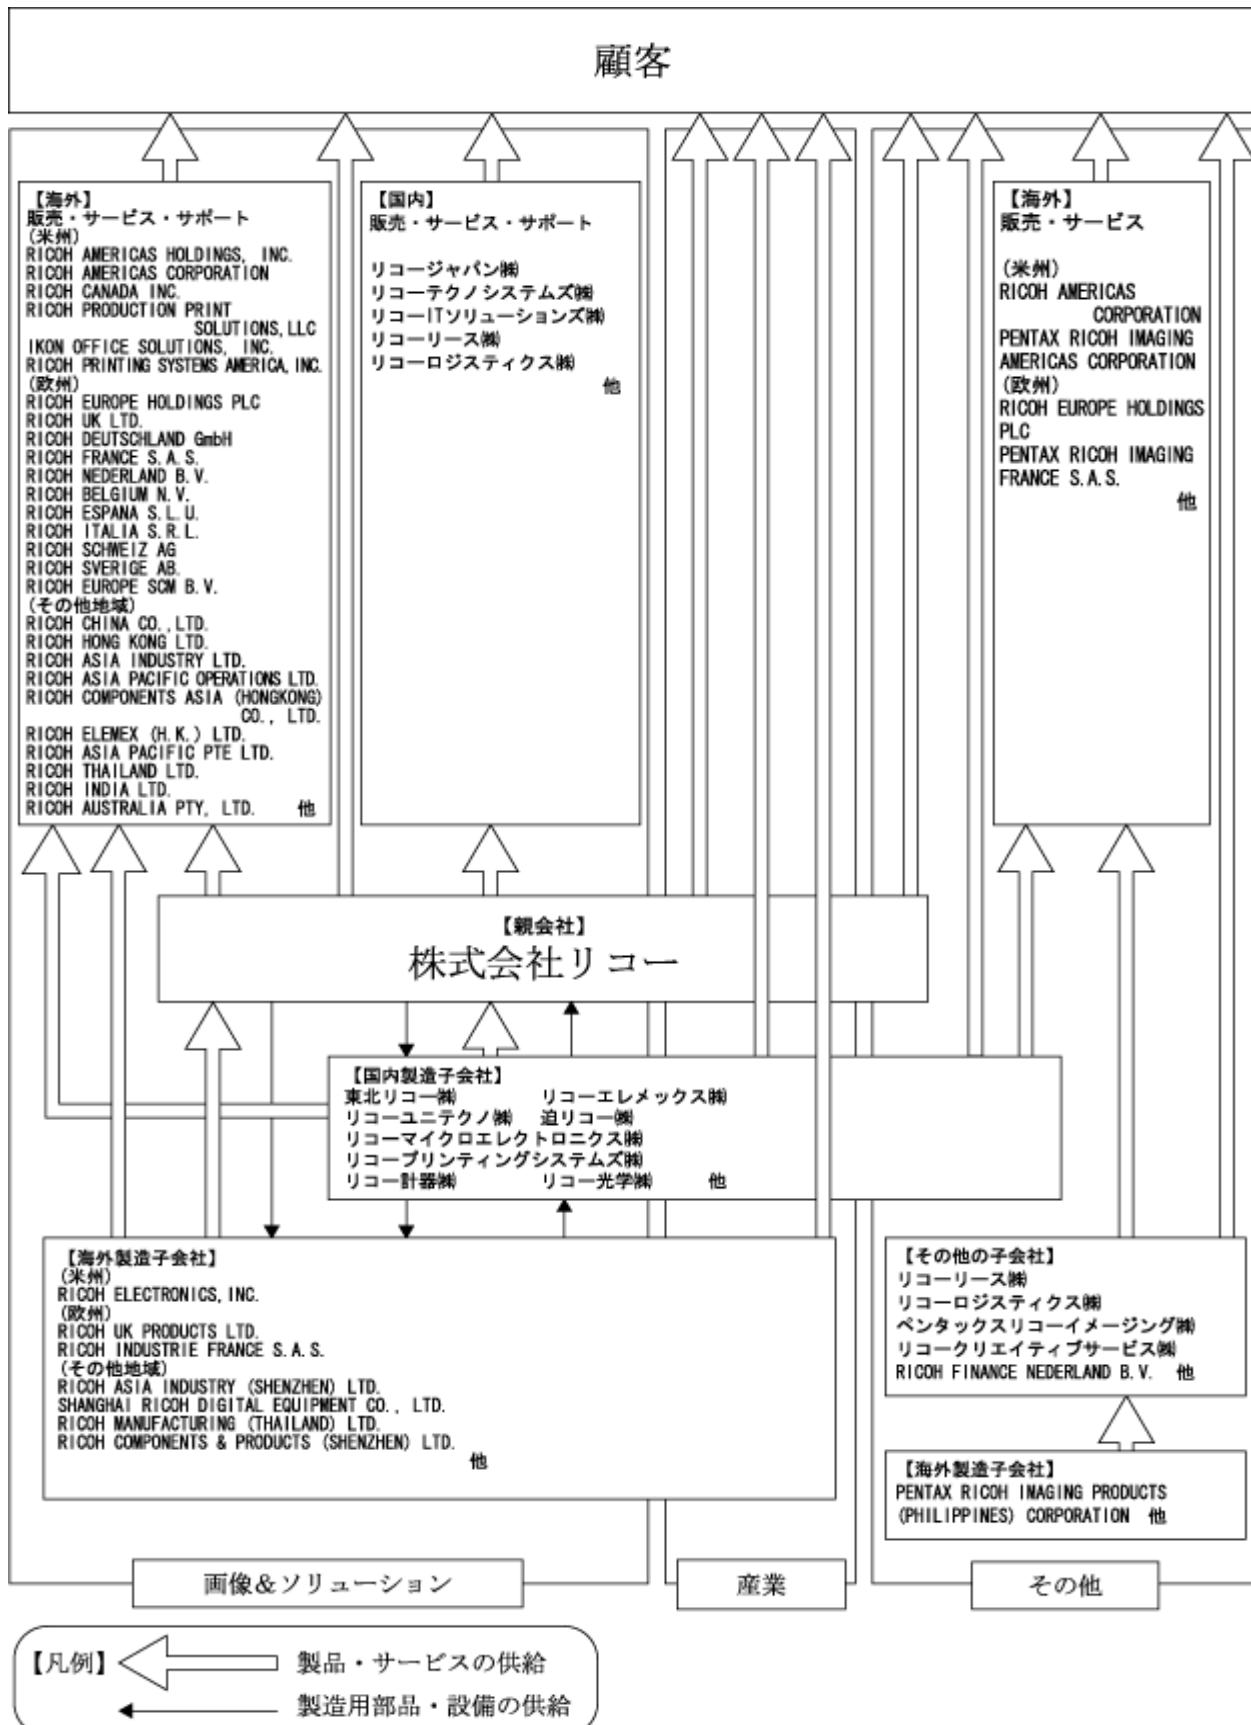 顧客
【海外】
販売・サービス・サポート
(米州)
RICOH AMERICAS HOLDINGS, INC.
RICOH AMERICAS CORPORATION
RICOH CANADA INC.
RICOH PRODUCTION PRINT
SOLUTIONS,LLC
IKON OFFICE SOLUTIONS, INC.
RICOH PRINTING SYSTEMS AMERICA,INC.
(欧州)
RICOH EUROPE HOLDINGS PLC
RICOH UK LTD.
RICOH DEUTSCHLAND GmbH
RICOH FRANCE S.A.S.
RICOH NEDERLAND B.V.
RICOH BELGIUM N.V.
RICOH ESPANA S.L.U.
RICOH ITALIA S.R.L.
RICOH SCHWEIZ AG
RICOH SVERIGE AB.
RICOH EUROPE SCM B.V.
(その他地域)
RICOH CHINA CO.,LTD.
RICOH HONG KONG LTD.
RICOH ASIA INDUSTRY LTD.
RICOH ASIA PACIFIC OPERATIONS LTD.
RICOH COMPONENTS ASIA (HONGKONG)
CO., LTD.
RICOH ELEMEX (H.K.) LTD.
RICOH ASIA PACIFIC PTE LTD.
RICOH THAILAND LTD.
RICOH INDIA LTD.
RICOH AUSTRALIA PTY, LTD. 他
【国内】
販売・サービス・サポート
リコージャパン㈱
リコーテクノシステムズ㈱
リコーITソリューションズ㈱
リコーリース㈱
リコーロジスティクス㈱
他
【海外】
販売・サービス
(米州)
RICOH AMERICAS
CORPORATION
PENTAX RICOH IMAGING
AMERICAS CORPORATION
(欧州)
RICOH EUROPE HOLDINGS
PLC
PENTAX RICOH IMAGING
FRANCE S.A.S.
他
【親会社】
株式会社リコー
【国内製造子会社】
東北リコー㈱ リコーエレメックス㈱
リコーユニテクノ㈱ 迫リコー㈱
リコーマイクロエレクトロニクス㈱
リコープリンティングシステムズ㈱
リコー計器㈱ リコー光学㈱ 他
【海外製造子会社】
(米州)
RICOH ELECTRONICS,INC.
(欧州)
RICOH UK PRODUCTS LTD.
RICOH INDUSTRIE FRANCE S.A.S.
(その他地域)
RICOH ASIA INDUSTRY (SHENZHEN) LTD.
SHANGHAI RICOH DIGITAL EQUIPMENT CO., LTD.
RICOH MANUFACTURING (THAILAND) LTD.
RICOH COMPONENTS & PRODUCTS (SHENZHEN) LTD.
他
【その他の子会社】
リコーリース㈱
リコーロジスティクス㈱
ペンタックスリコーイメージング㈱
リコークリエイティブサービス㈱
RICOH FINANCE NEDERLAND B.V. 他
【海外製造子会社】
PENTAX RICOH IMAGING PRODUCTS
(PHILIPPINES) CORPORATION 他
画像&ソリューション
産業
その他
【凡例】 製品・サービスの供給
製造用部品・設備の供給